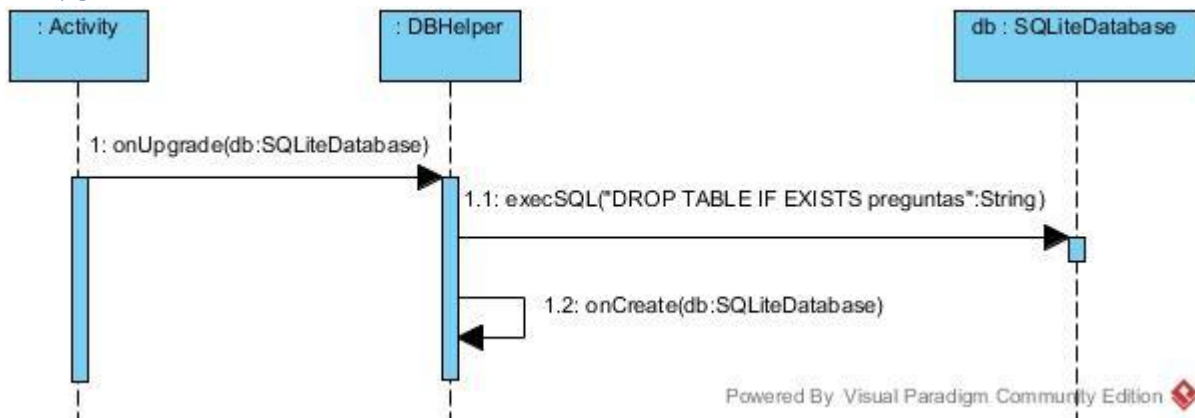 : Activity
: DBHelper
db : SQLiteDatabase
1: onUpgrade(db:SQLiteDatabase)
1.1: execSQL("DROP TABLE IF EXISTS preguntas":String)
1.2: onCreate(db:SQLiteDatabase)
Powered By Visual Paradigm Community Edition